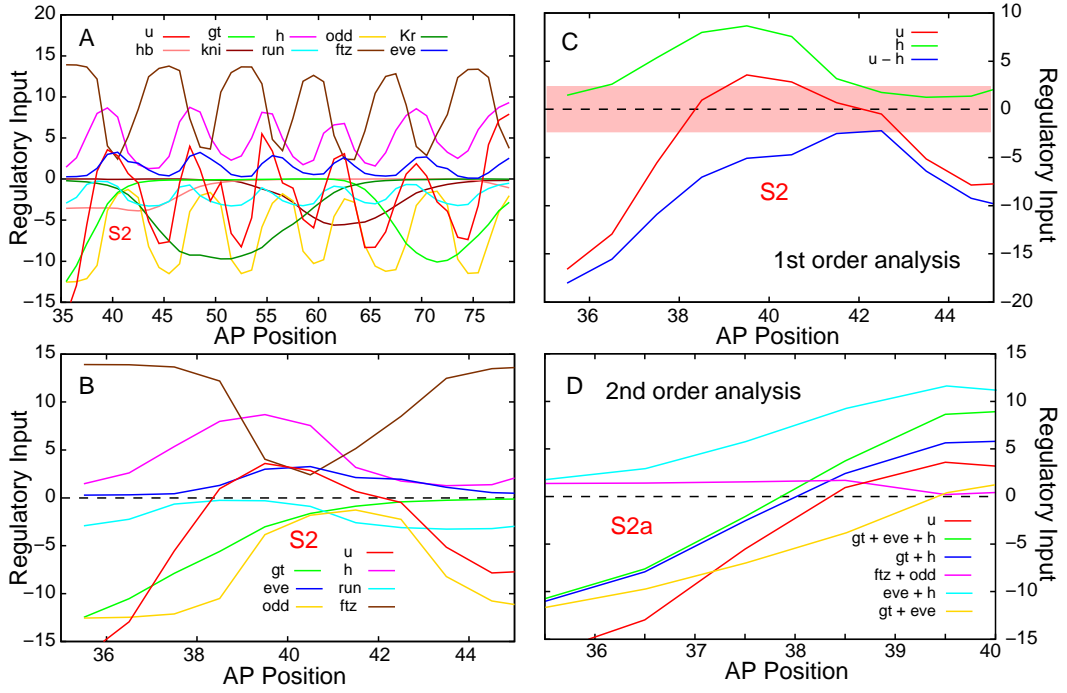 A
u gt h odd Kr
hb kni run ftz eve
Regulatory Input
20
15
10
5
0
−5
−10
−15
S2
35 40 45 50 55 60 65 70 75
AP Position
C
u
h
u − h
Regulatory Input
10
5
0
−5
−10
−15
−20
S2
1st order analysis
36 38 40 42 44
AP Position
B
Regulatory Input
15
10
5
0
−5
−10
−15
S2
u
gt h
eve run
odd ftz
36 38 40 42 44
AP Position
D
2nd order analysis
Regulatory Input
15
10
5
0
−5
−10
−15
S2a
u
gt + eve + h
gt + h
ftz + odd
eve + h
gt + eve
35 36 37 38 39 40
AP Position